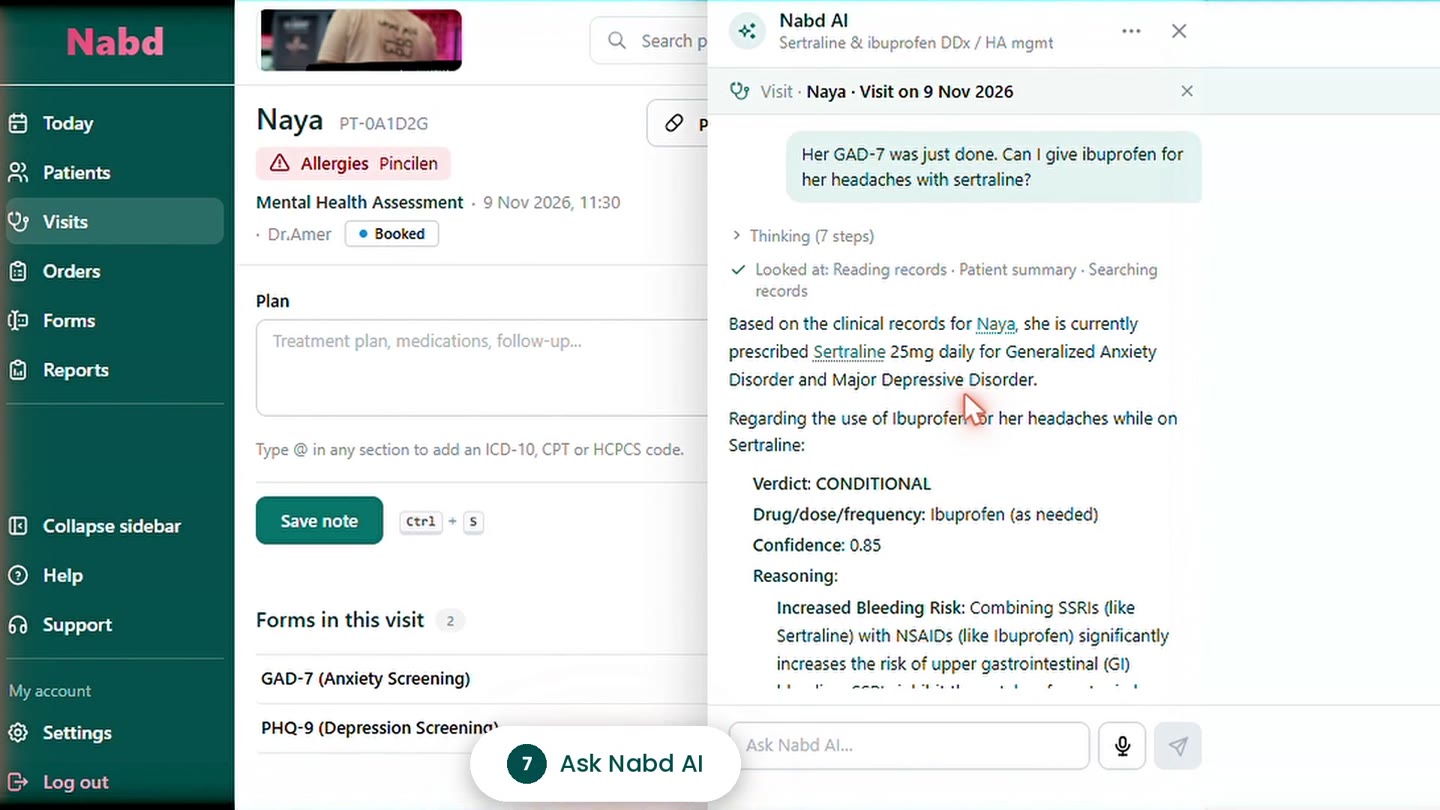 Nabd
Today
Patients
Visits
Orders
Forms
Reports
Collapse sidebar
Help
Support
My account
Settings
Log out
Search p
Naya PT-0A1D2G
P
Allergies Pincilen
Mental Health Assessment · 9 Nov 2026, 11:30
· Dr.Amer Booked
Plan
Treatment plan, medications, follow-up...
Type @ in any section to add an ICD-10, CPT or HCPCS code.
Save note Ctrl + S
Forms in this visit 2
GAD-7 (Anxiety Screening)
PHQ-9 (Depression Screening)
7 Ask Nabd AI
Nabd AI
Sertraline & ibuprofen DDx / HA mgmt
Visit · Naya · Visit on 9 Nov 2026
Her GAD-7 was just done. Can I give ibuprofen for
her headaches with sertraline?
Thinking (7 steps)
Looked at: Reading records · Patient summary · Searching
records
Based on the clinical records for Naya, she is currently
prescribed Sertraline 25mg daily for Generalized Anxiety
Disorder and Major Depressive Disorder.
Regarding the use of Ibuprofen for her headaches while on
Sertraline:
Verdict: CONDITIONAL
Drug/dose/frequency: Ibuprofen (as needed)
Confidence: 0.85
Reasoning:
Increased Bleeding Risk: Combining SSRIs (like
Sertraline) with NSAIDs (like Ibuprofen) significantly
increases the risk of upper gastrointestinal (GI)
Ask Nabd AI...